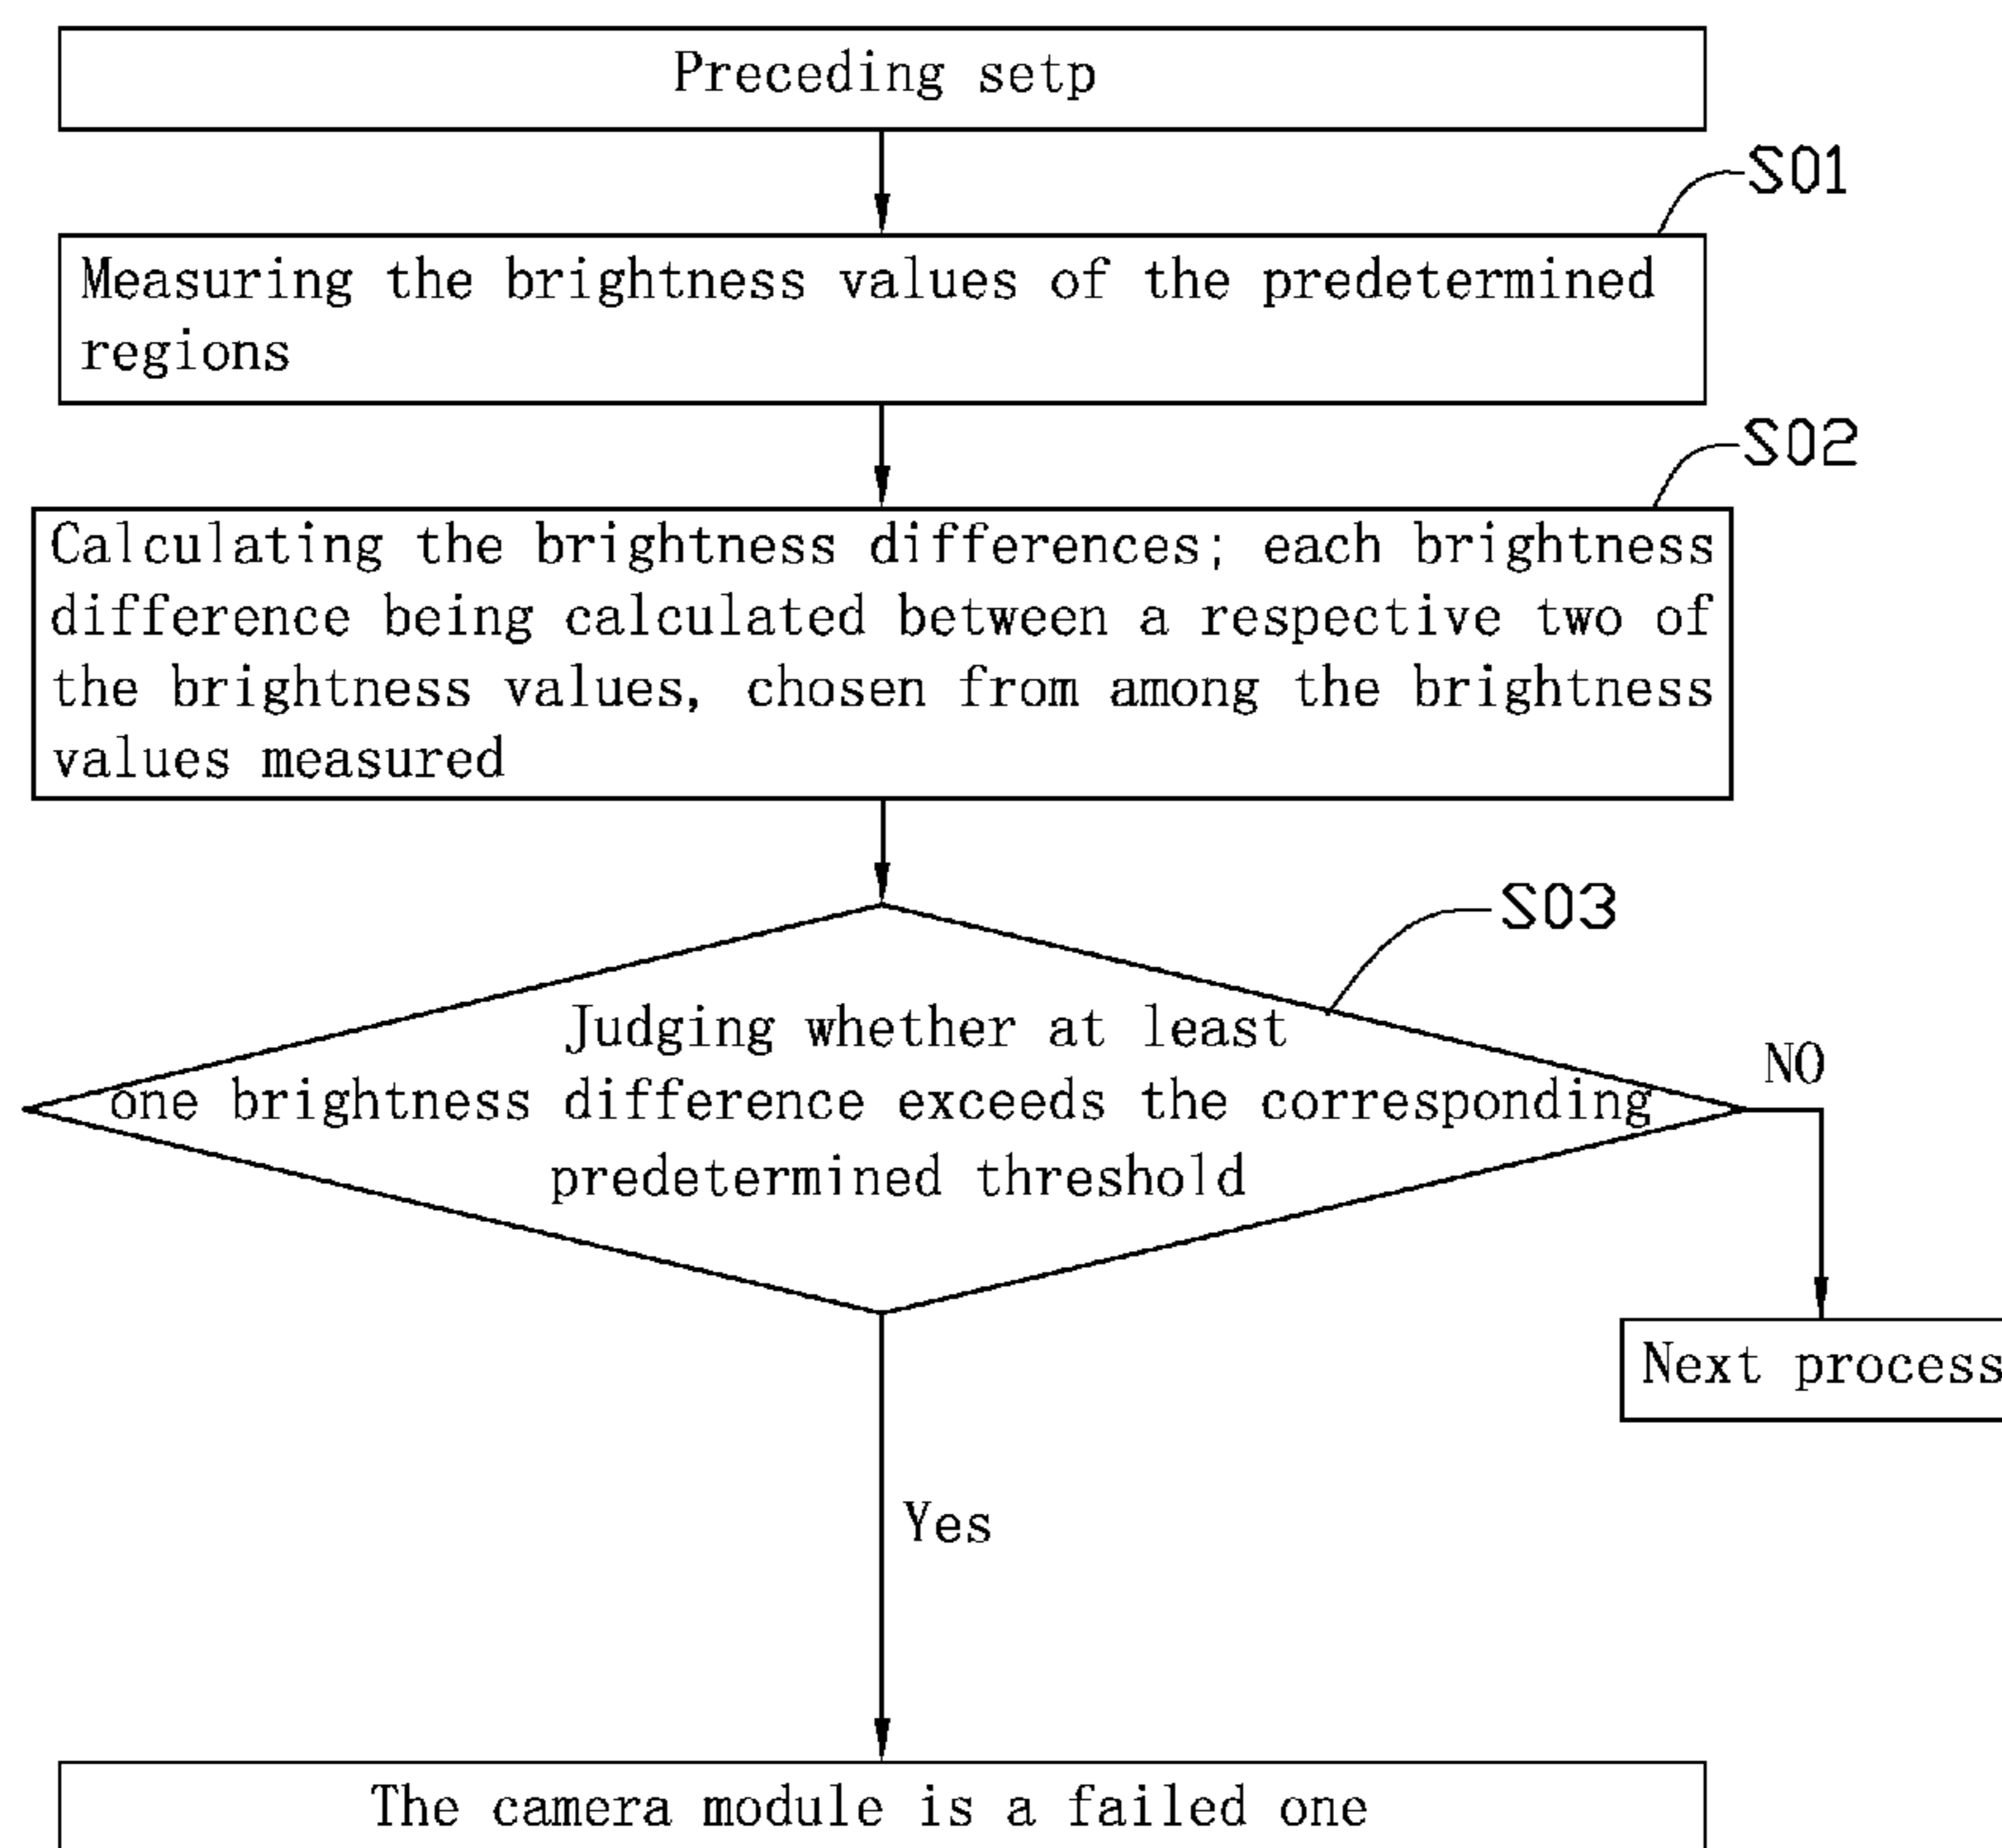 Preceding setp
S01
Measuring the brightness values of the predetermined
regions
S02
Calculating the brightness differences; each brightness
difference being calculated between a respective two of
the brightness values, chosen from among the brightness
values measured
S03
Judging whether at least
one brightness difference exceeds the corresponding
predetermined threshold
NO
Next process
Yes
The camera module is a failed one